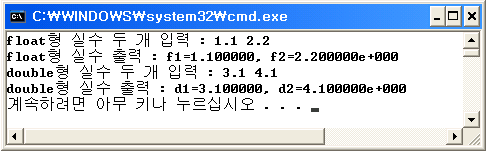 C:₩WINDOWS₩system32₩cmd.exe
float형 실수 두 개 입력 : 1.1 2.2
float형 실수 출력 : f1=1.100000, f2=2.200000e+000
double형 실수 두 개 입력 : 3.1 4.1
double형 실수 출력 : d1=3.100000, d2=4.100000e+000
계속하려면 아무 키나 누르십시오 . . .